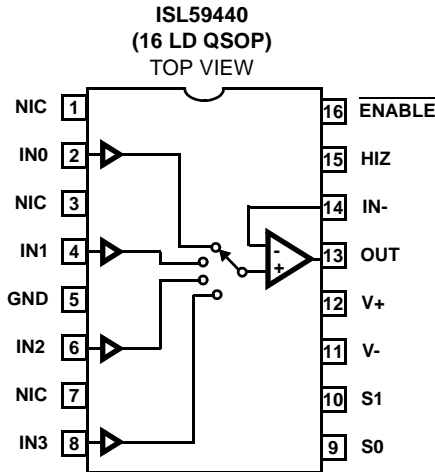 ISL59440
(16 LD QSOP)
TOP VIEW
NIC 1
16 ENABLE
IN0 2
15 HIZ
NIC 3
14 IN-
IN1 4
-
+
13 OUT
GND 5
12 V+
IN2 6
11 V-
NIC 7
10 S1
IN3 8
9 S0